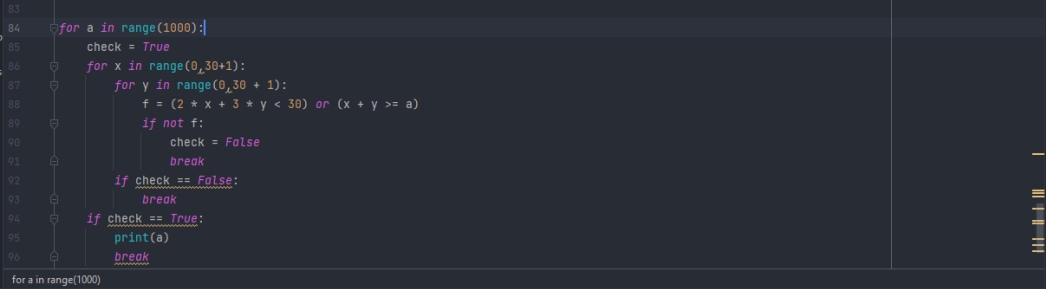 83
84 for a in range(1000):
85 check = True
86 for x in range(0,30+1):
87 for y in range(0,30 + 1):
88 f = (2 * x + 3 * y < 30) or (x + y >= a)
89 if not f:
90 check = False
91 break
92 if check == False:
93 break
94 if check == True:
95 print(a)
96 break
for a in range(1000)